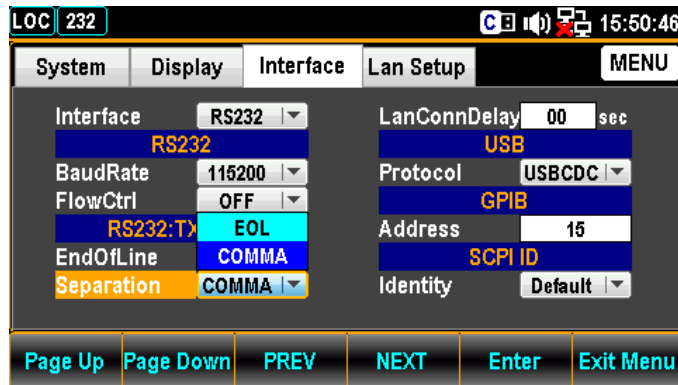 LOC 232 C 15:50:46
System Display Interface Lan Setup MENU
Interface RS232
RS232
BaudRate 115200
FlowCtrl OFF
RS232:TX
EndOfLine
EOL
COMMA
Separation COMMA
LanConnDelay 00 sec
USB
Protocol USBCDC
GPIB
Address 15
SCPI ID
Identity Default
Page Up Page Down PREV NEXT Enter Exit Menu